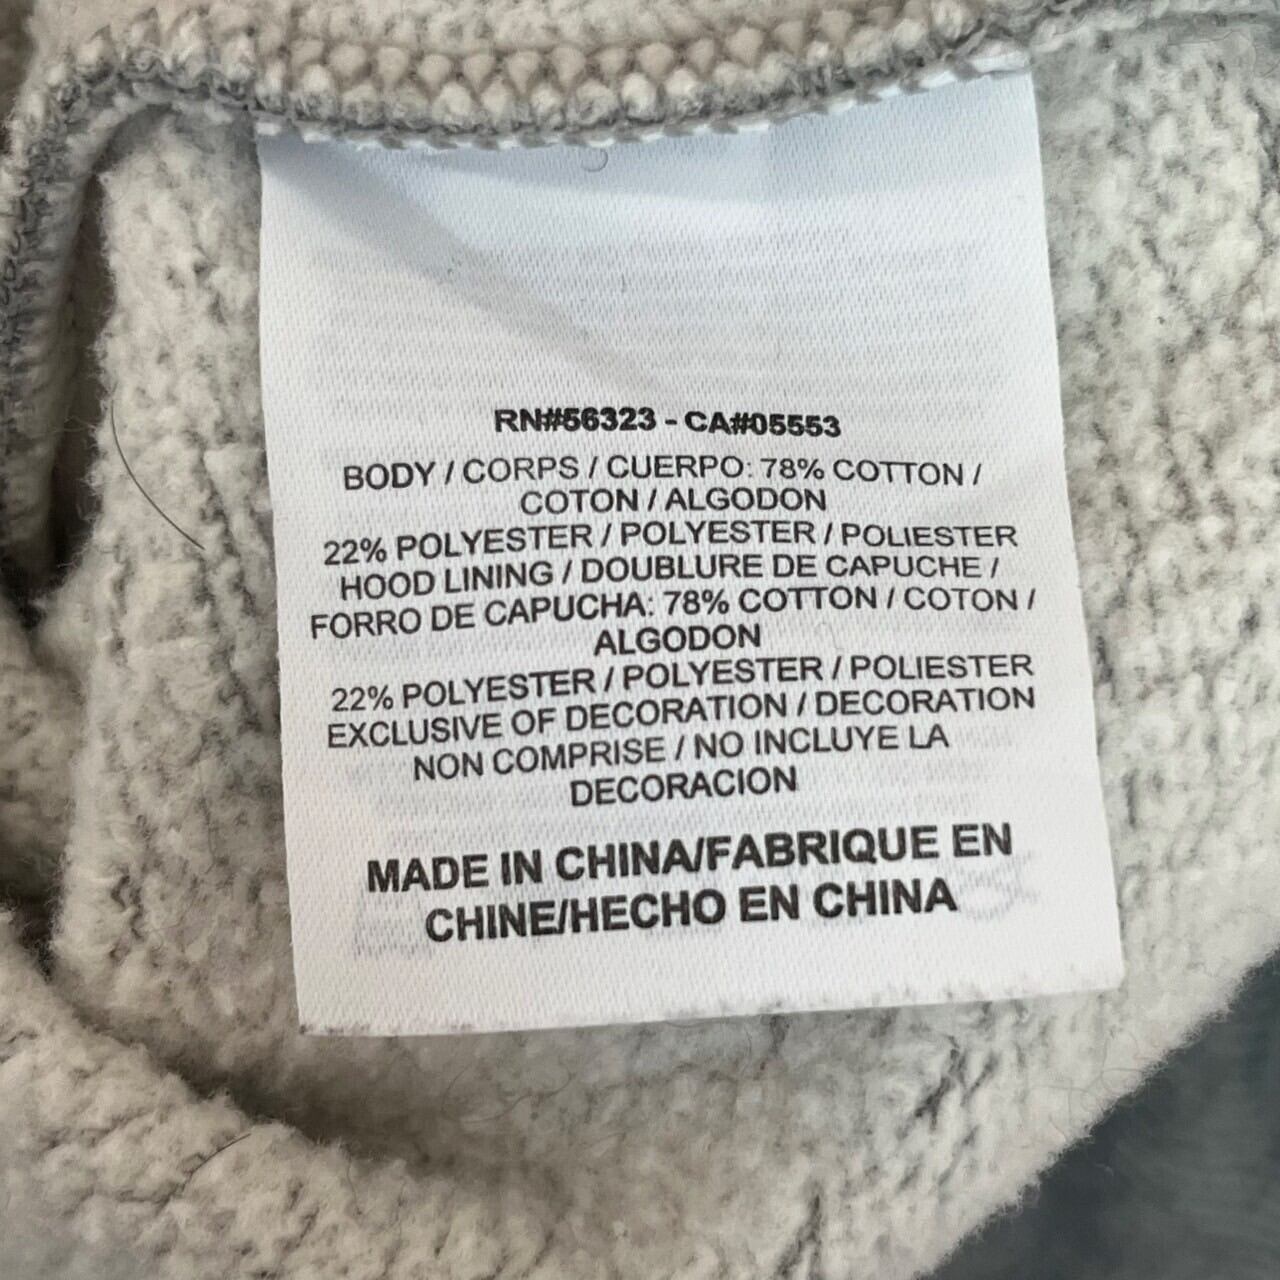 RN#56323 - CA#05553
BODY / CORPS / CUERPO: 78% COTTON /
COTON / ALGODON
22% POLYESTER / POLYESTER / POLIESTER
HOOD LINING / DOUBLURE DE CAPUCHE /
FORRO DE CAPUCHA: 78% COTTON / COTON /
ALGODON
22% POLYESTER / POLYESTER / POLIESTER
EXCLUSIVE OF DECORATION / DECORATION
NON COMPRISE / NO INCLUYE LA
DECORACION
MADE IN CHINA/FABRIQUE EN
CHINE/HECHO EN CHINA